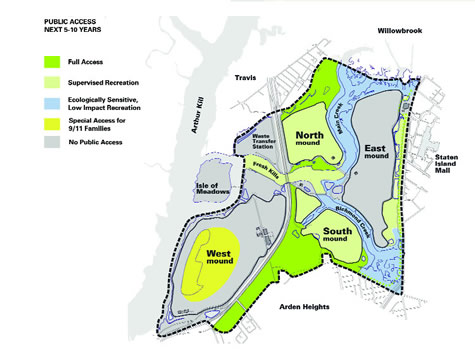 PUBLIC ACCESS
NEXT 5-10 YEARS
Full Access
Supervised Recreation
Ecologically Sensitive,
Low Impact Recreation
Special Access for
9/11 Families
No Public Access
Willowbrook
Travis
Arthur Kill
Main Creek
North
mound
Waste
Transfer
Station
East
mound
Staten
Island
Mall
Fresh Kills
Isle of
Meadows
Richmond Creek
South
mound
West
mound
Arden Heights